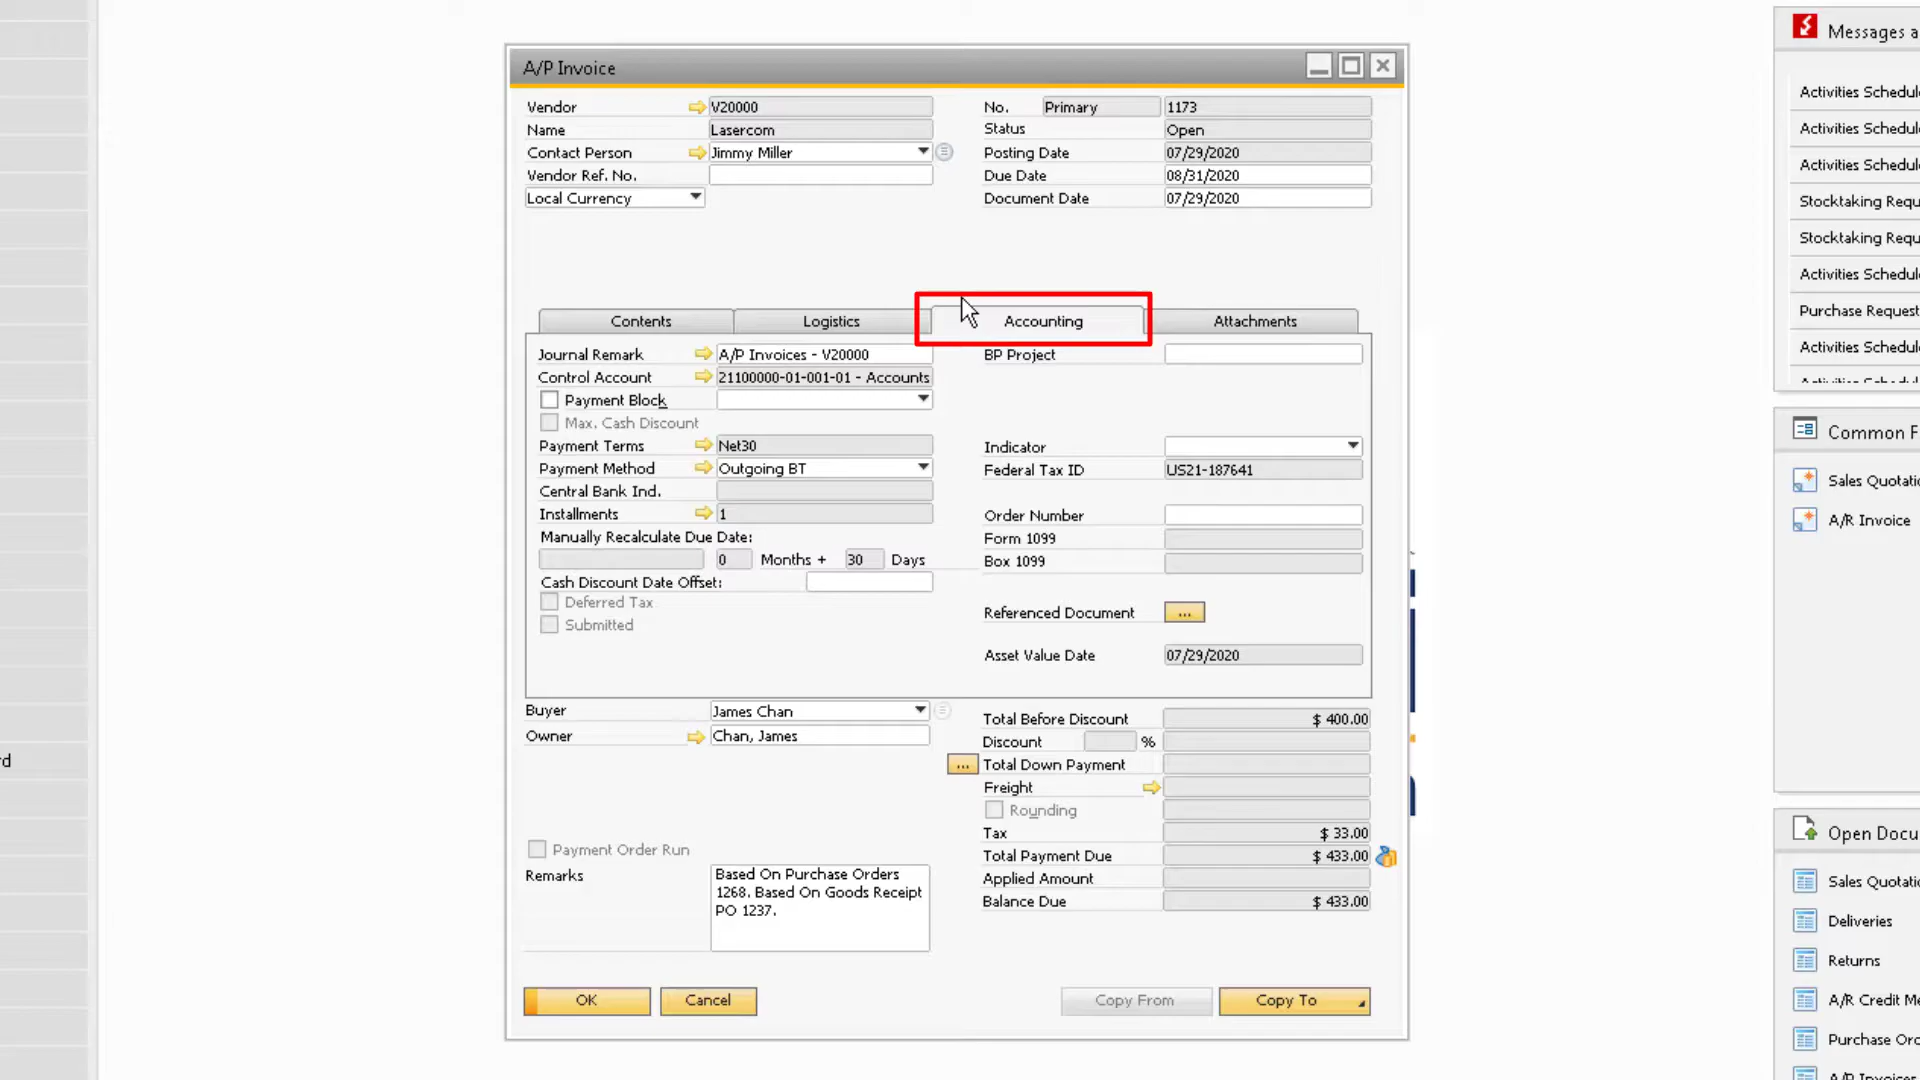 A/P Invoice
Vendor V20000
Name Lasercom
Contact Person Jimmy Miller
Vendor Ref. No.
Local Currency
No. Primary 1173
Status Open
Posting Date 07/29/2020
Due Date 08/31/2020
Document Date 07/29/2020
Contents Logistics Accounting Attachments
Journal Remark A/P Invoices - V20000
Control Account 21100000-01-001-01 - Accounts
Payment Block
Max. Cash Discount
Payment Terms Net30
Payment Method Outgoing BT
Central Bank Ind.
Installments 1
Manually Recalculate Due Date:
0 Months + 30 Days
Cash Discount Date Offset:
Deferred Tax
Submitted
BP Project
Indicator
Federal Tax ID US21-187641
Order Number
Form 1099
Box 1099
Referenced Document ...
Asset Value Date 07/29/2020
Buyer James Chan
Owner Chan, James
Payment Order Run
Remarks
Based On Purchase Orders
1268. Based On Goods Receipt
PO 1237.
Total Before Discount $ 400.00
Discount %
... Total Down Payment
Freight
Rounding
Tax $ 33.00
Total Payment Due $ 433.00
Applied Amount
Balance Due $ 433.00
OK Cancel Copy From Copy To
Messages a
Activities Schedul
Activities Schedul
Activities Schedul
Stocktaking Requ
Stocktaking Requ
Activities Schedul
Purchase Request
Activities Schedul
Common F
Sales Quotati
A/R Invoice
Open Docu
Sales Quotati
Deliveries
Returns
A/R Credit Me
Purchase Ord
A/P Invoices
rd